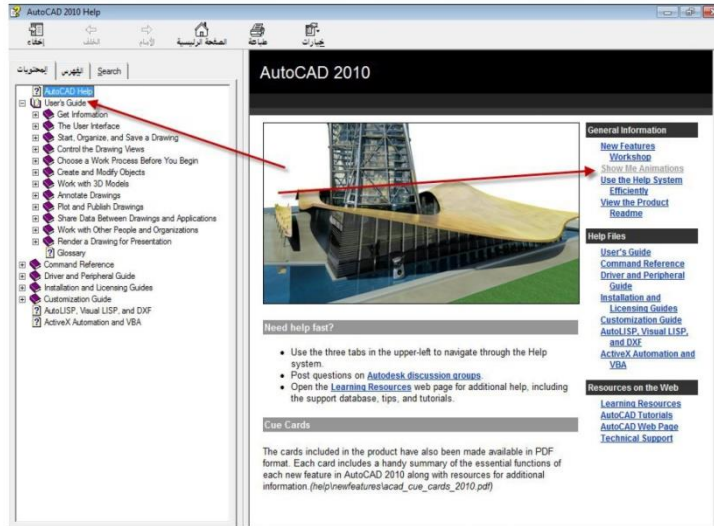 AutoCAD 2010 Help
إخفاء
الخلف
الأمام
الصفحة الرئيسية
طباعة
خيارات
المحتويات
الفهرس
Search
AutoCAD Help
User's Guide
Get Information
The User Interface
Start, Organize, and Save a Drawing
Control the Drawing Views
Choose a Work Process Before You Begin
Create and Modify Objects
Work with 3D Models
Annotate Drawings
Plot and Publish Drawings
Share Data Between Drawings and Applications
Work with Other People and Organizations
Render a Drawing for Presentation
Glossary
Command Reference
Driver and Peripheral Guide
Installation and Licensing Guides
Customization Guide
AutoLISP, Visual LISP, and DXF
ActiveX Automation and VBA
AutoCAD 2010
Need help fast?
Use the three tabs in the upper-left to navigate through the Help
system.
Post questions on Autodesk discussion groups.
Open the Learning Resources web page for additional help, including
the support database, tips, and tutorials.
Cue Cards
The cards included in the product have also been made available in PDF
format. Each card includes a handy summary of the essential functions of
each new feature in AutoCAD 2010 along with resources for additional
information.(help\newfeatures\acad_cue_cards_2010.pdf)
General Information
New Features
Workshop
Show Me Animations
Use the Help System
Efficiently
View the Product
Readme
Help Files
User's Guide
Command Reference
Driver and Peripheral
Guide
Installation and
Licensing Guides
Customization Guide
AutoLISP, Visual LISP,
and DXF
ActiveX Automation and
VBA
Resources on the Web
Learning Resources
AutoCAD Tutorials
AutoCAD Web Page
Technical Support